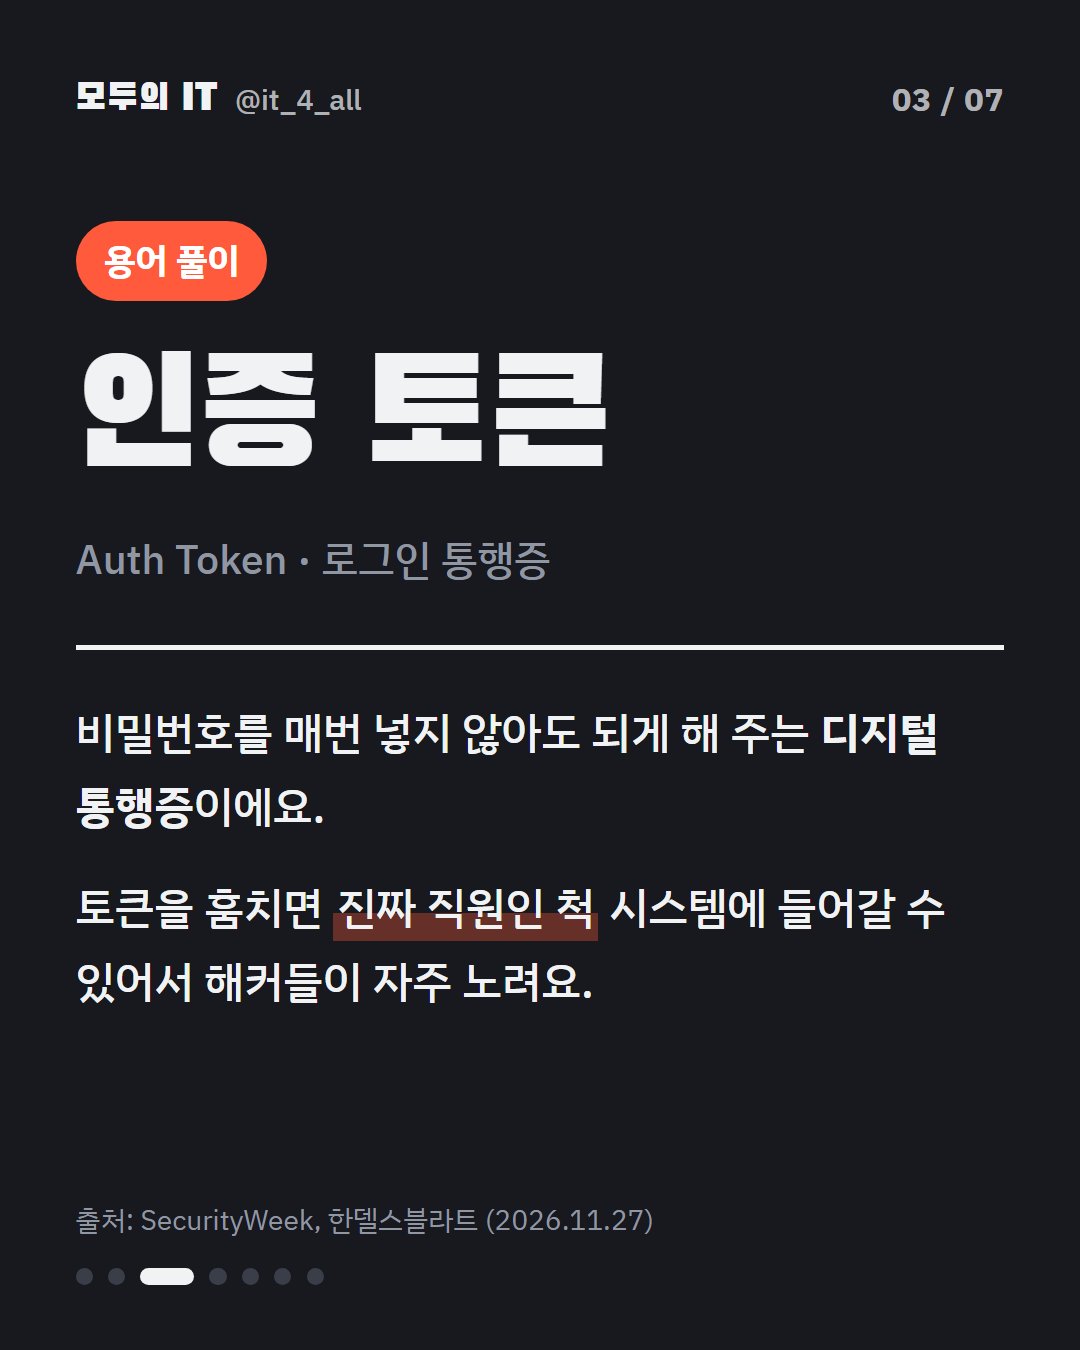 모두의 IT @it_4_all
03 / 07
용어 풀이
인증 토큰
Auth Token · 로그인 통행증
비밀번호를 매번 넣지 않아도 되게 해 주는 디지털
통행증이에요.
토큰을 훔치면 진짜 직원인 척 시스템에 들어갈 수
있어서 해커들이 자주 노려요.
출처: SecurityWeek, 한델스블라트 (2026.11.27)